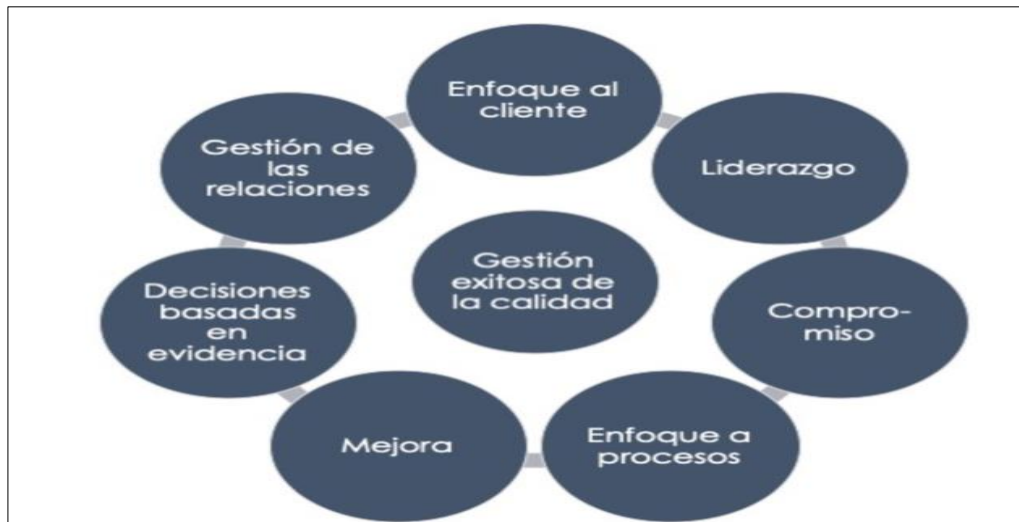 Enfoque al
cliente
Liderazgo
Compro-
miso
Enfoque a
procesos
Mejora
Decisiones
basadas
en
evidencia
Gestión de
las
relaciones
Gestión
exitosa de
la calidad